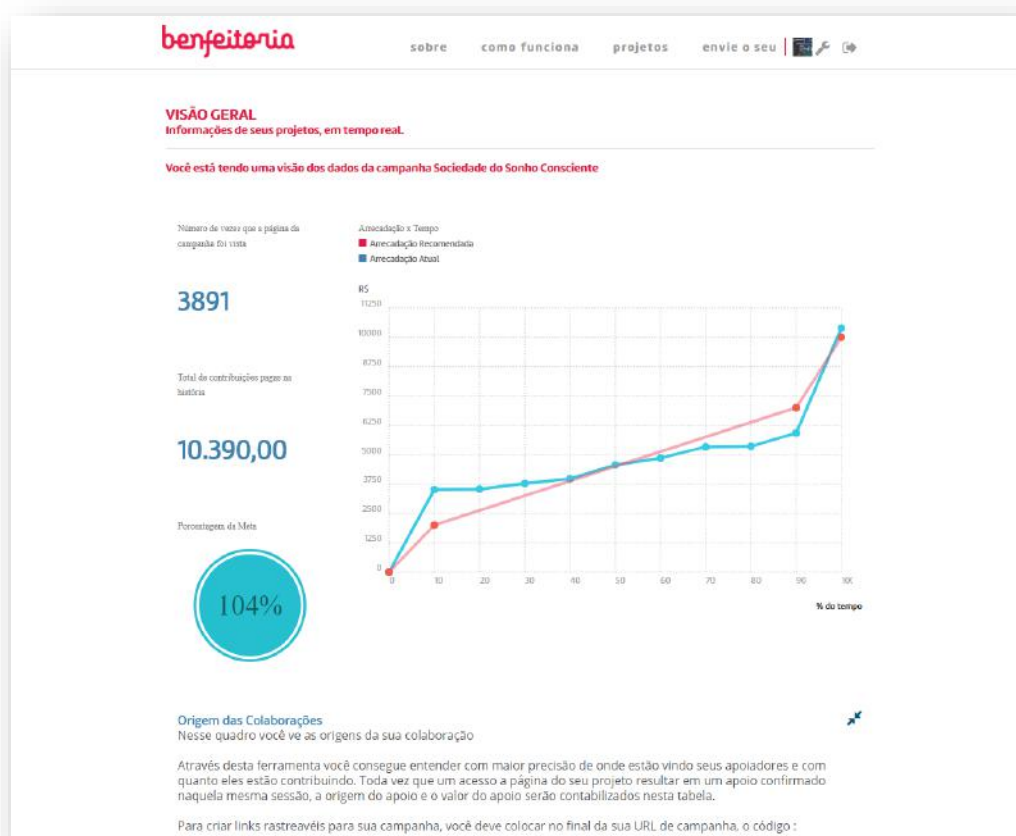 benfeitoria
sobre como funciona projetos envie o seu
VISÃO GERAL
Informações de seus projetos, em tempo real.
Você está tendo uma visão dos dados da campanha Sociedade do Sonho Consciente
Número de vezes que a página da
campanha foi vista
3891
Total de contribuições pagas na
história
10.390,00
Porcentagem da Meta
104%
Arrecadação x Tempo
Arrecadação Recomendada
Arrecadação Atual
R$
11250
10000
8750
7500
6250
5000
3750
2500
1250
0
0 10 20 30 40 50 60 70 80 90 100
% do tempo
Origem das Colaborações
Nesse quadro você ve as origens da sua colaboração
Através desta ferramenta você consegue entender com maior precisão de onde estão vindo seus apoiadores e com
quanto eles estão contribuindo. Toda vez que um acesso a página do seu projeto resultar em um apoio confirmado
naquela mesma sessão, a origem do apoio e o valor do apoio serão contabilizados nesta tabela.
Para criar links rastreavéis para sua campanha, você deve colocar no final da sua URL de campanha, o código :